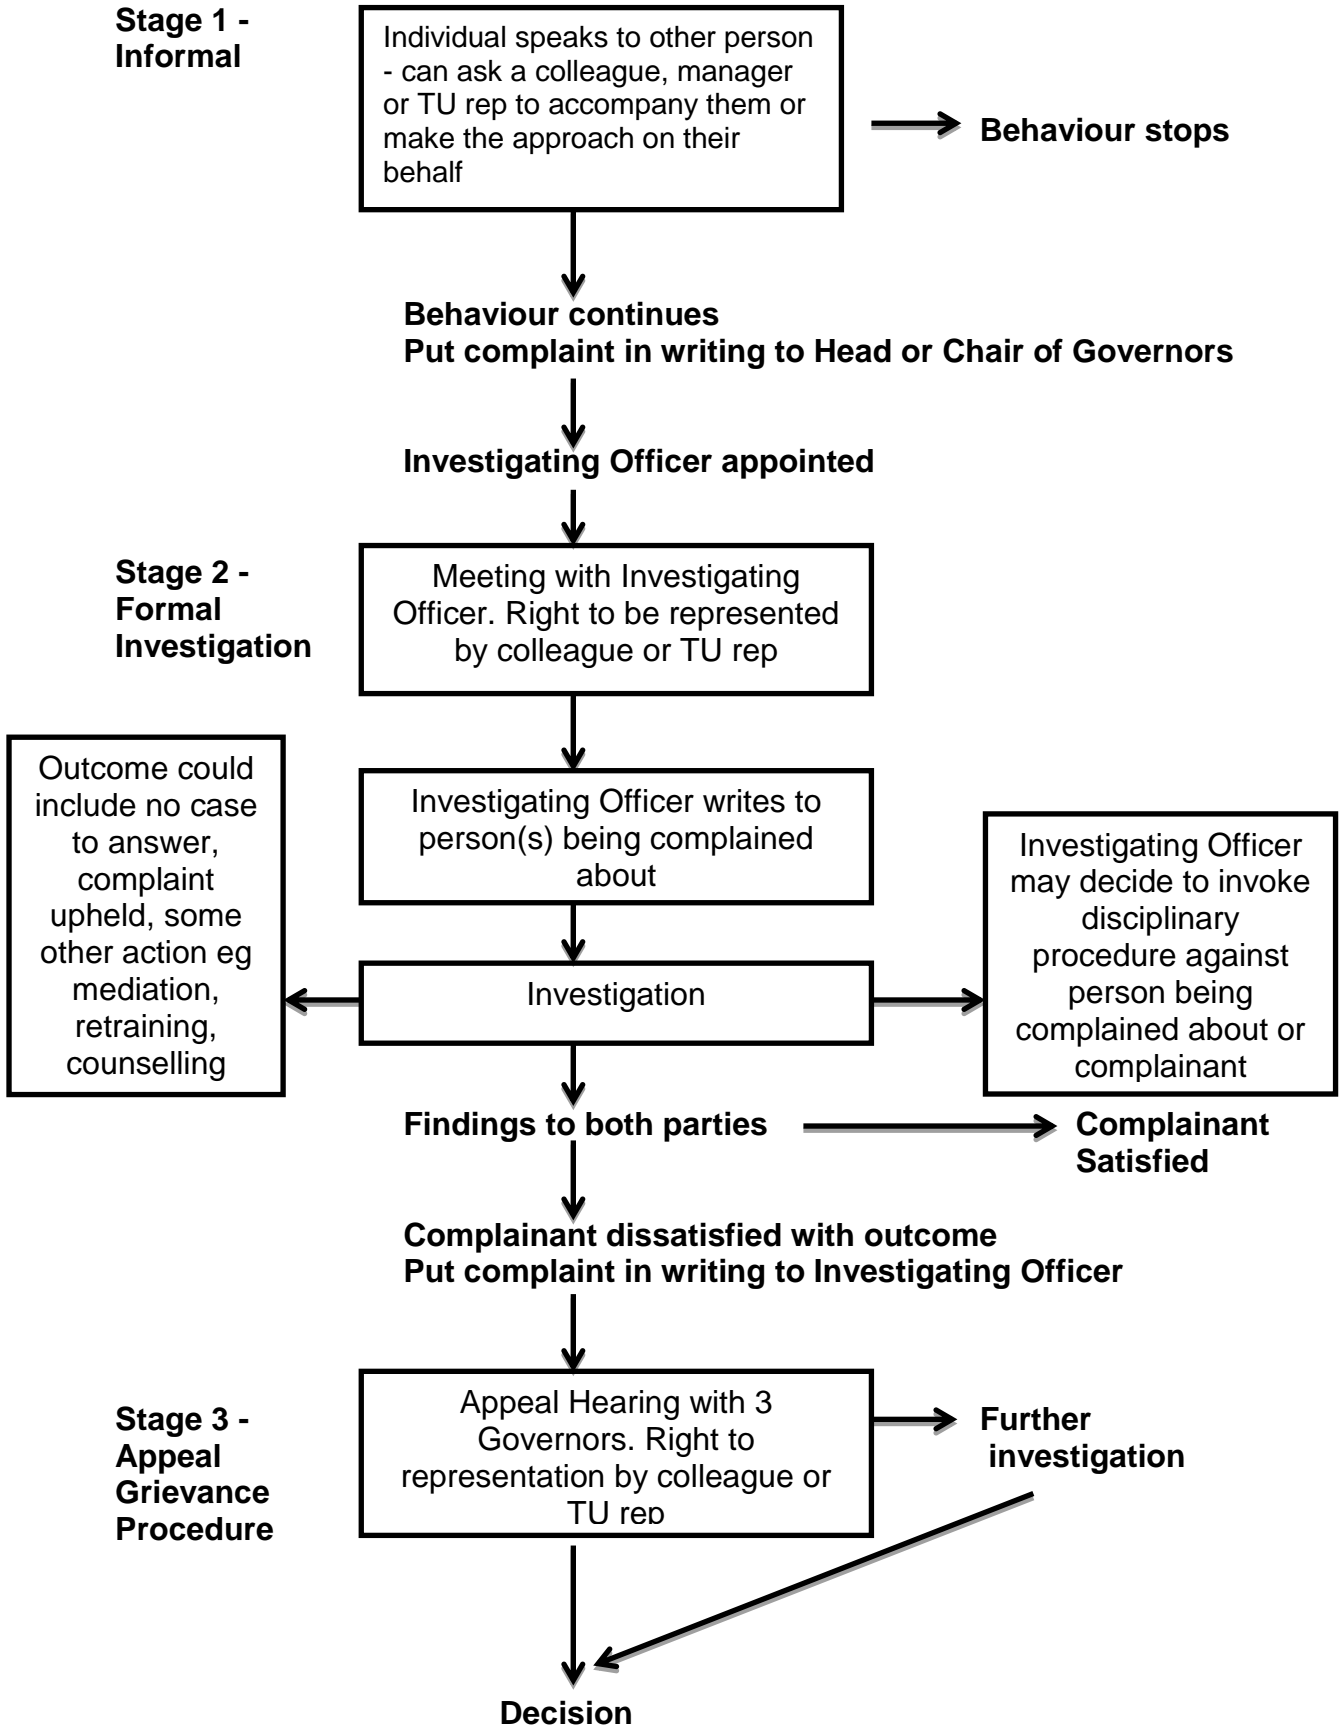 Stage 1 -
Informal
Individual speaks to other person
- can ask a colleague, manager
or TU rep to accompany them or
make the approach on their
behalf
Behaviour stops
Behaviour continues
Put complaint in writing to Head or Chair of Governors
Investigating Officer appointed
Stage 2 -
Formal
Investigation
Meeting with Investigating
Officer. Right to be represented
by colleague or TU rep
Investigating Officer writes to
person(s) being complained
about
Outcome could
include no case
to answer,
complaint
upheld, some
other action eg
mediation,
retraining,
counselling
Investigation
Investigating Officer
may decide to invoke
disciplinary
procedure against
person being
complained about or
complainant
Findings to both parties
Complainant
Satisfied
Complainant dissatisfied with outcome
Put complaint in writing to Investigating Officer
Stage 3 -
Appeal
Grievance
Procedure
Appeal Hearing with 3
Governors. Right to
representation by colleague or
TU rep
Further
investigation
Decision